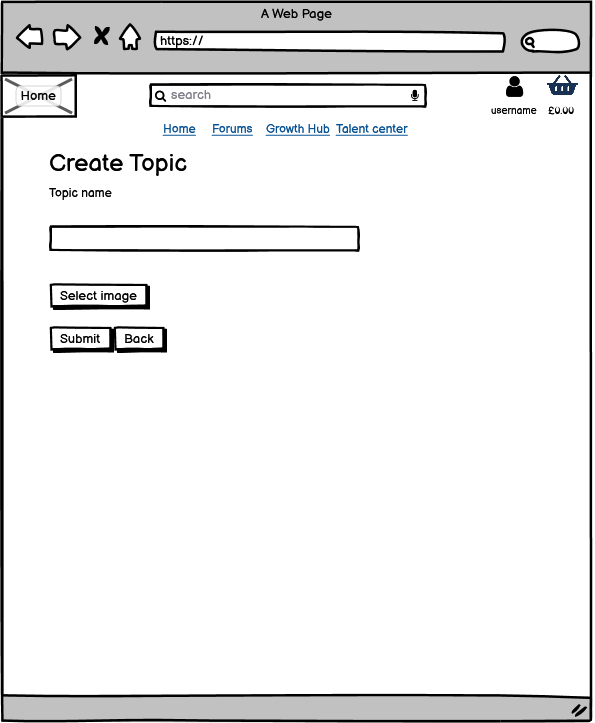 A Web Page
https://
Home
search
username
£0.00
Home Forums Growth Hub Talent center
Create Topic
Topic name
Select image
Submit Back